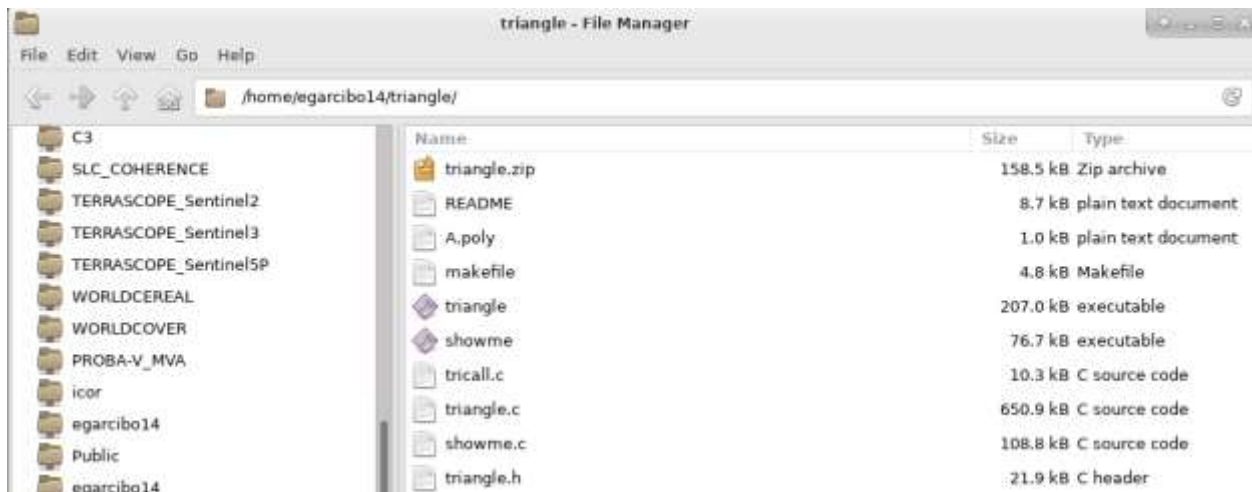 triangle - File Manager
File Edit View Go Help
/home/egarcibo14/triangle/
C3
SLC_COHERENCE
TERRASCOPE_Sentinel2
TERRASCOPE_Sentinel3
TERRASCOPE_Sentinel5P
WORLDCEREAL
WORLDCOVER
PROBA-V_MVA
icor
egarcibo14
Public
egarcibo14
Name Size Type
triangle.zip 158.5 kB Zip archive
README 8.7 kB plain text document
A.poly 1.0 kB plain text document
makefile 4.8 kB Makefile
triangle 207.0 kB executable
showme 76.7 kB executable
tricall.c 10.3 kB C source code
triangle.c 650.9 kB C source code
showme.c 108.8 kB C source code
triangle.h 21.9 kB C header